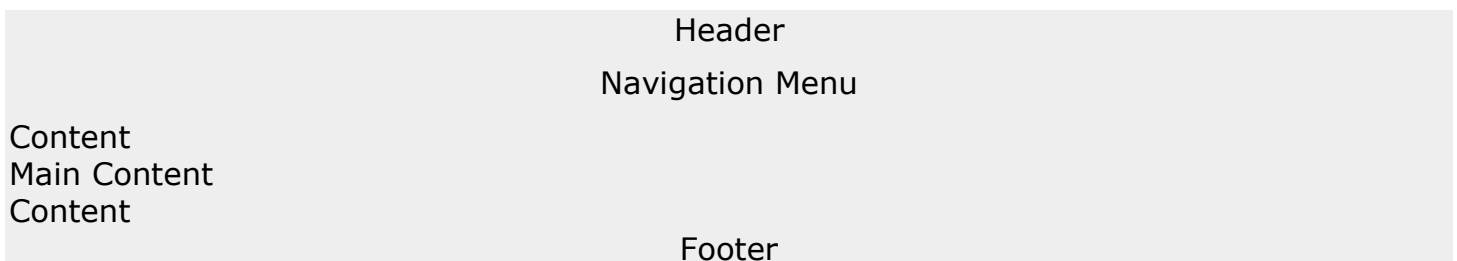 Header
Navigation Menu
Content
Main Content
Content
Footer